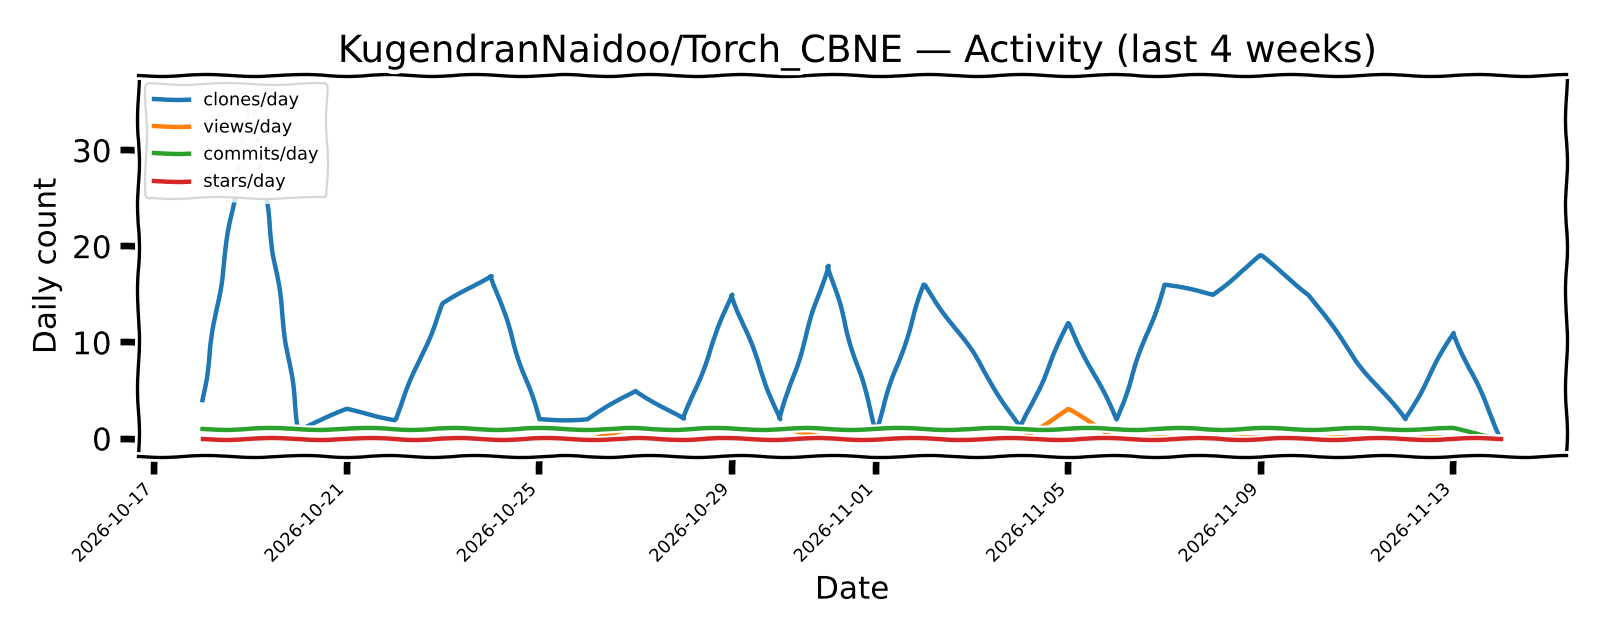 KugendranNaidoo/Torch_CBNE — Activity (last 4 weeks)
clones/day
views/day
commits/day
stars/day
Daily count
30
20
10
0
2026-10-17
2026-10-21
2026-10-25
2026-10-29
2026-11-01
2026-11-05
2026-11-09
2026-11-13
Date